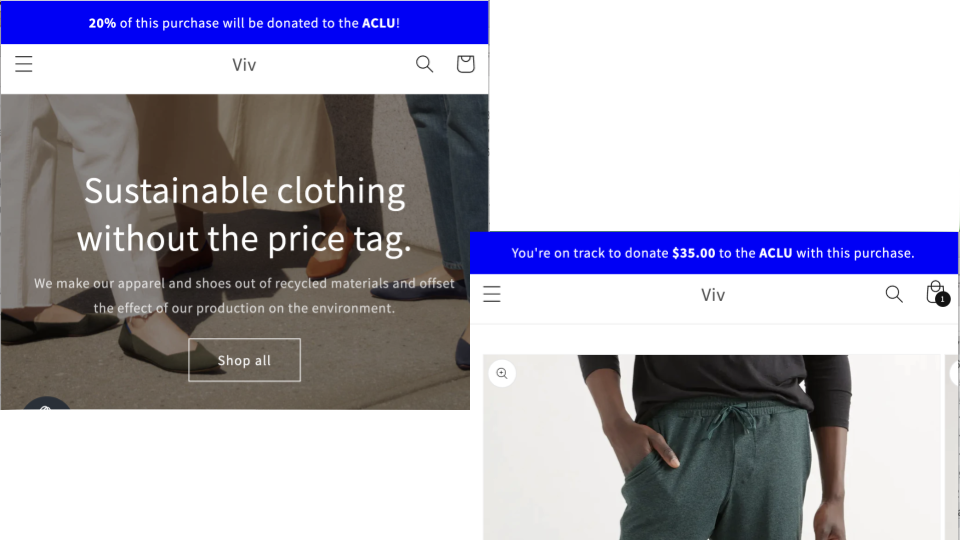 20% of this purchase will be donated to the ACLU!
Viv
Sustainable clothing
without the price tag.
We make our apparel and shoes out of recycled materials and offset
the effect of our production on the environment.
Shop all
You're on track to donate $35.00 to the ACLU with this purchase.
Viv
1